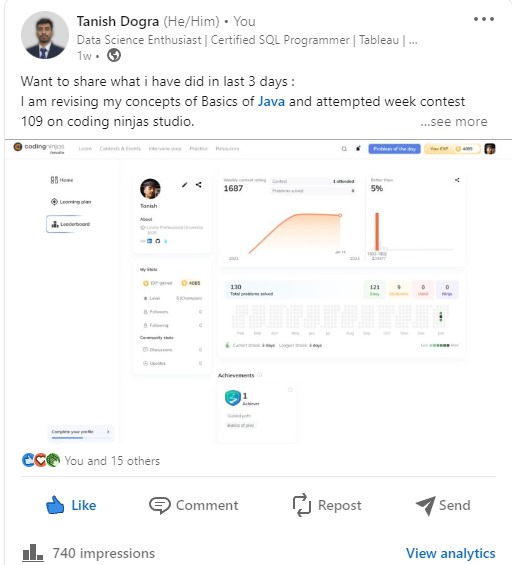 Tanish Dogra (He/Him) • You
Data Science Enthusiast | Certified SQL Programmer | Tableau | ...
1w •
Want to share what i have did in last 3 days :
I am revising my concepts of Basics of Java and attempted week contest
109 on coding ninjas studio.
...see more
codingninjas
Learn Contests & Events Interview prep Practice Resources
Problem of the day
Your EXP 4085
Home
Learning plan
Leaderboard
Tanish
About
Lovely Professional University
My Stats
EXP gained 4085
Level
Followers 0
Following 0
Community stats
Discussions 0
Upvotes 0
Complete your profile
Weekly contest rating
1687
Contest 1 attended
Problems solved
Better than
5%
130
Total problems solved
121
Easy
9
Moderate
0
Hard
0
Ninja
Current streak: 3 days Longest streak: 3 days
Achievements
1
Achiever
Guided path
Basics of Java
You and 15 others
Like
Comment
Repost
Send
740 impressions
View analytics